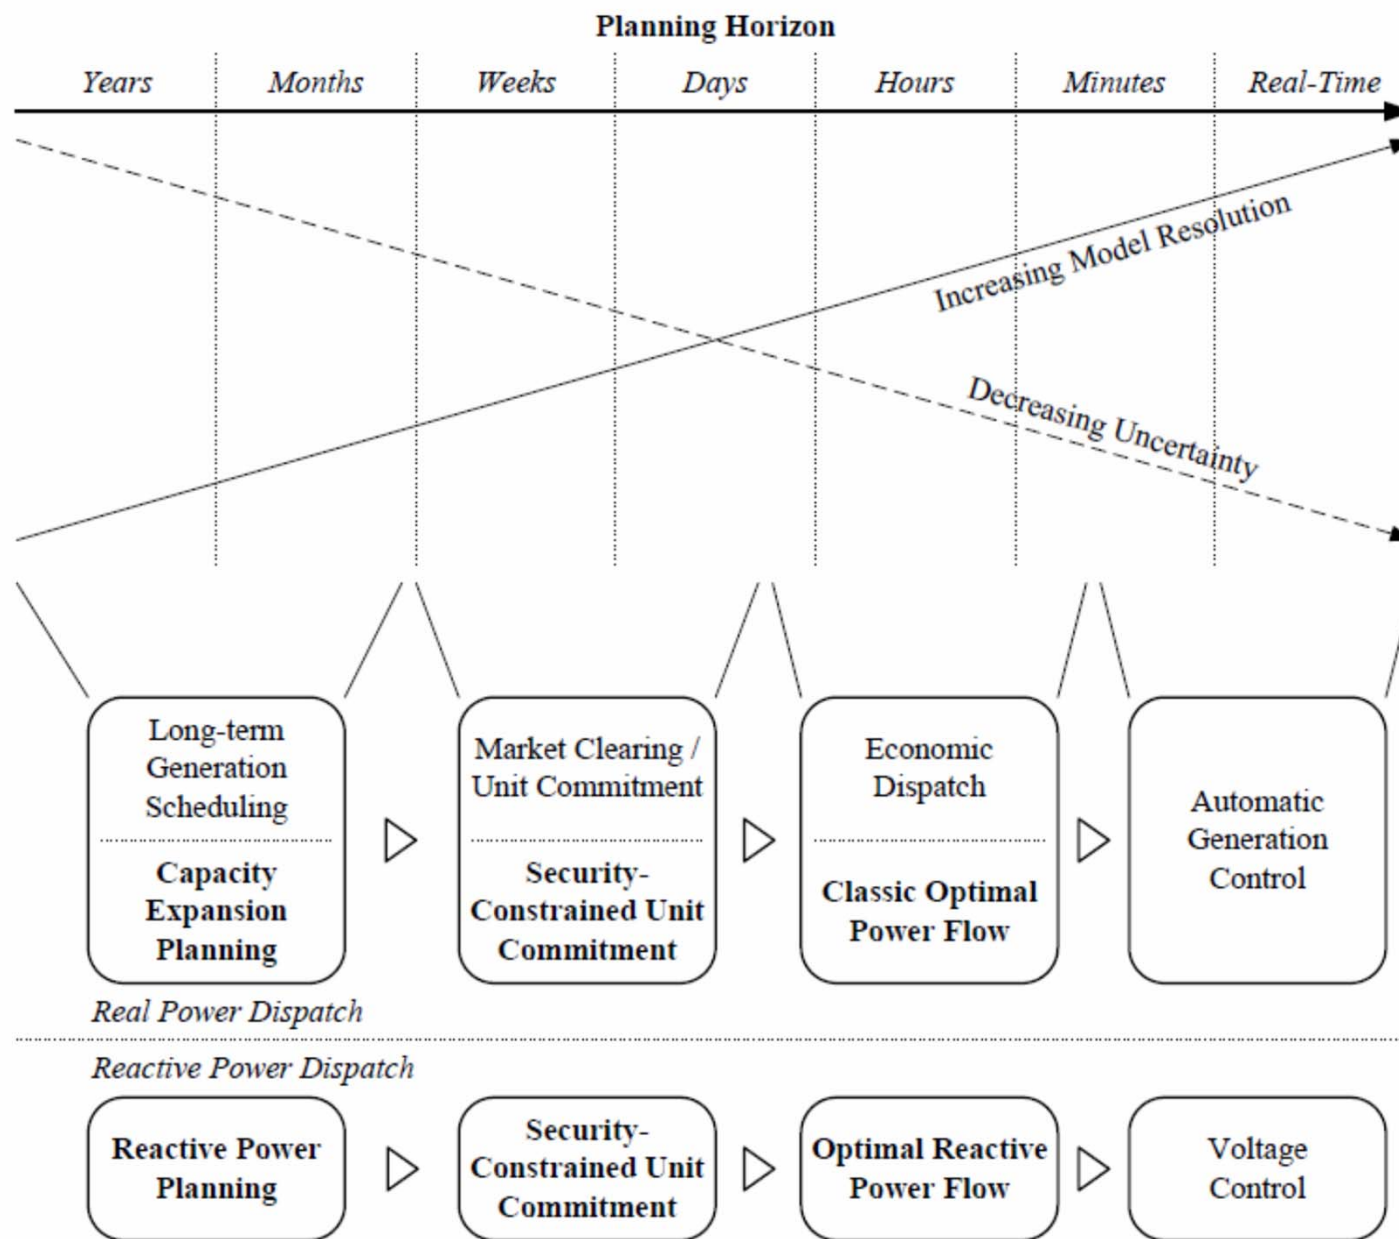 Planning Horizon
Years Months Weeks Days Hours Minutes Real-Time
Increasing Model Resolution
Decreasing Uncertainty
Long-term
Generation
Scheduling
Capacity
Expansion
Planning
Market Clearing /
Unit Commitment
Security-
Constrained Unit
Commitment
Economic
Dispatch
Classic Optimal
Power Flow
Automatic
Generation
Control
Real Power Dispatch
Reactive Power Dispatch
Reactive Power
Planning
Security-
Constrained Unit
Commitment
Optimal Reactive
Power Flow
Voltage
Control